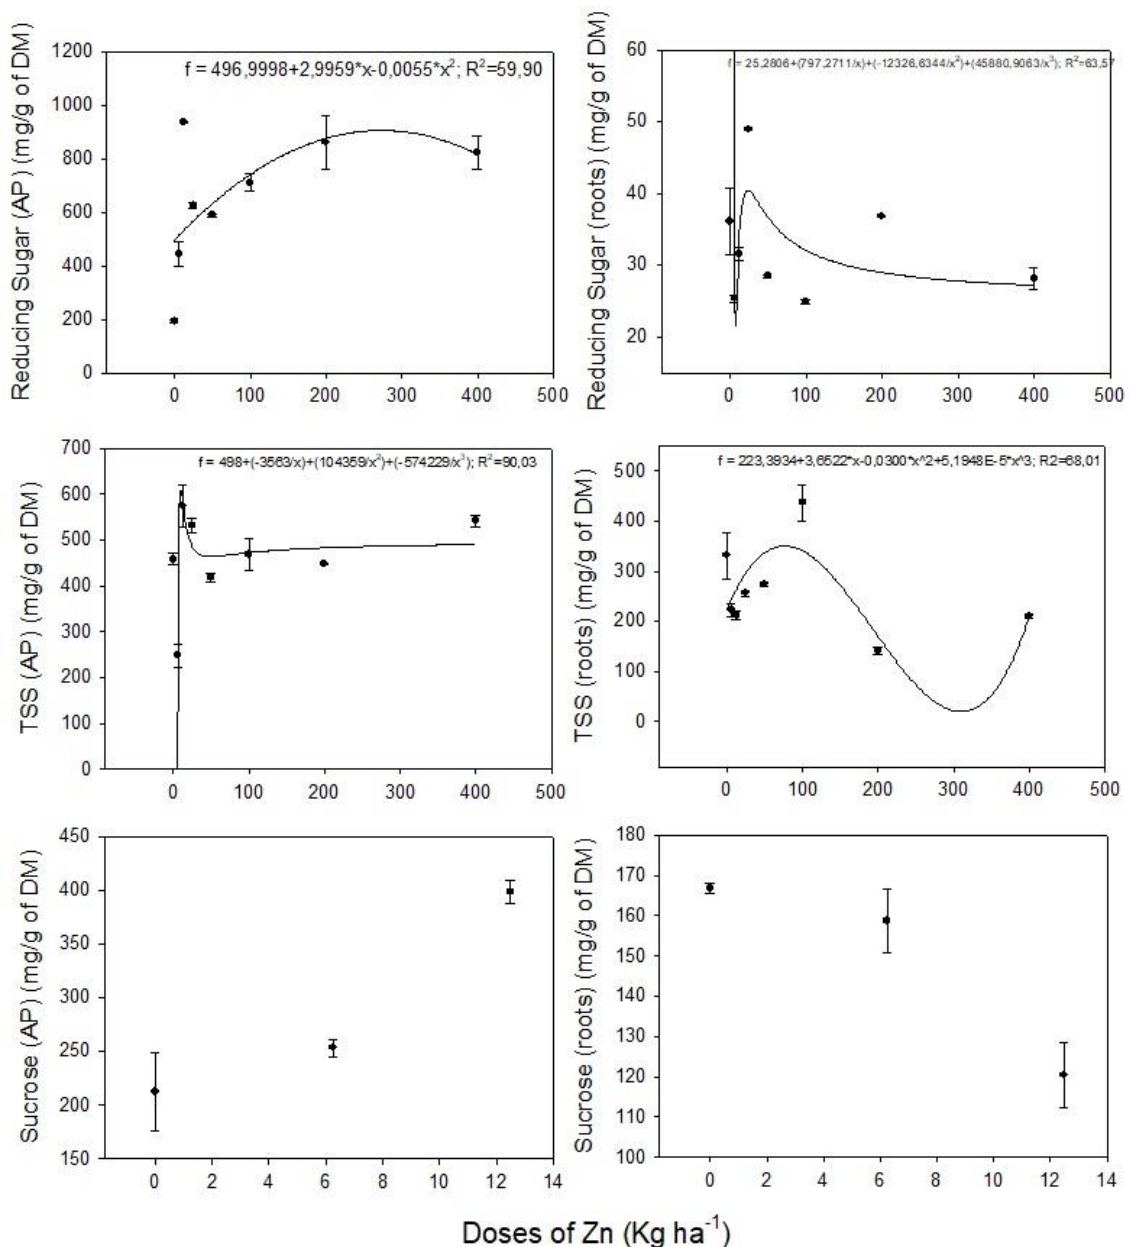 f = 496,9998+2,9959*x-0,0055*x²; R²=59,90
Reducing Sugar (AP) (mg/g of DM)
1200
1000
800
600
400
200
0
0 100 200 300 400 500
f = 25,2806+(797,2711/x)+(-12326,6344/x²)+(45880,9063/x³); R²=63,57
Reducing Sugar (roots) (mg/g of DM)
60
50
40
30
20
0 100 200 300 400 500
f = 498+(-3563/x)+(104359/x²)+(-574229/x³); R²=90,03
TSS (AP) (mg/g of DM)
700
600
500
400
300
200
100
0
0 100 200 300 400 500
f = 223,3934+3,6522*x-0,0300*x^2+5,1948E-5*x^3; R2=68,01
TSS (roots) (mg/g of DM)
500
400
300
200
100
0
0 100 200 300 400 500
Sucrose (AP) (mg/g of DM)
450
400
350
300
250
200
150
0 2 4 6 8 10 12 14
Sucrose (roots) (mg/g of DM)
180
170
160
150
140
130
120
110
100
0 2 4 6 8 10 12 14
Doses of Zn (Kg ha⁻¹)